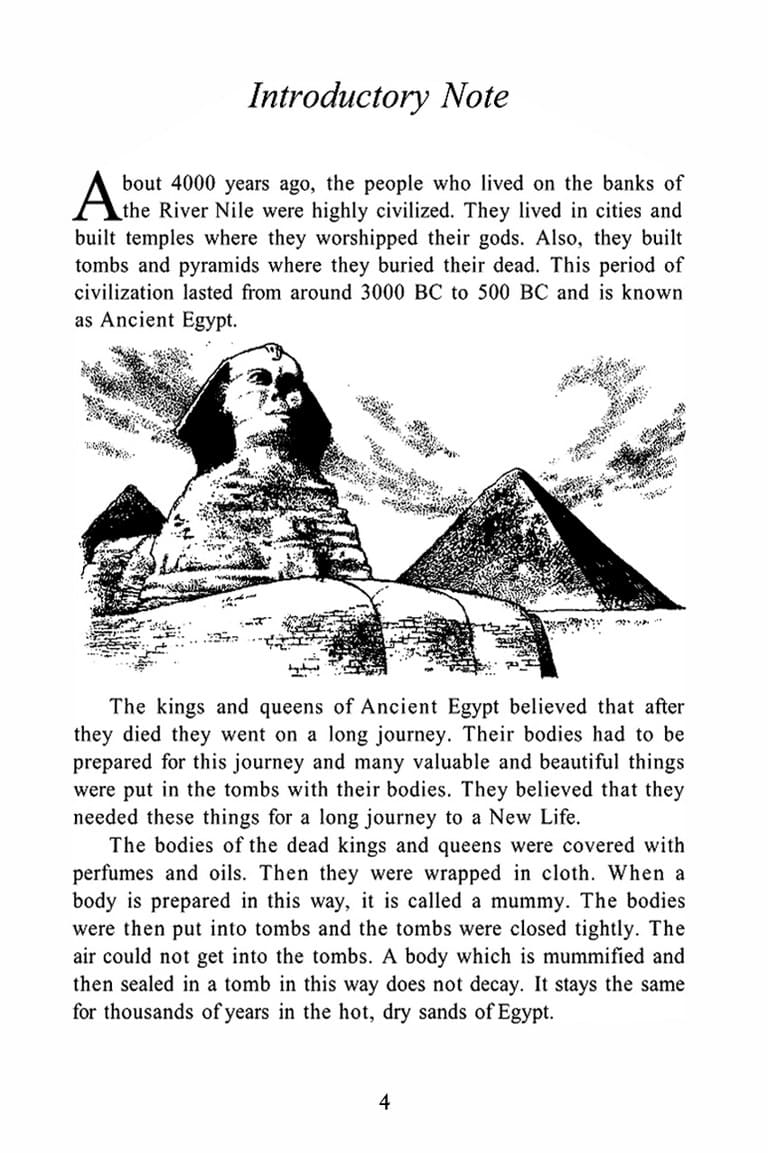 Introductory Note
About 4000 years ago, the people who lived on the banks of
the River Nile were highly civilized. They lived in cities and
built temples where they worshipped their gods. Also, they built
tombs and pyramids where they buried their dead. This period of
civilization lasted from around 3000 BC to 500 BC and is known
as Ancient Egypt.
The kings and queens of Ancient Egypt believed that after
they died they went on a long journey. Their bodies had to be
prepared for this journey and many valuable and beautiful things
were put in the tombs with their bodies. They believed that they
needed these things for a long journey to a New Life.
The bodies of the dead kings and queens were covered with
perfumes and oils. Then they were wrapped in cloth. When a
body is prepared in this way, it is called a mummy. The bodies
were then put into tombs and the tombs were closed tightly. The
air could not get into the tombs. A body which is mummified and
then sealed in a tomb in this way does not decay. It stays the same
for thousands of years in the hot, dry sands of Egypt.
4